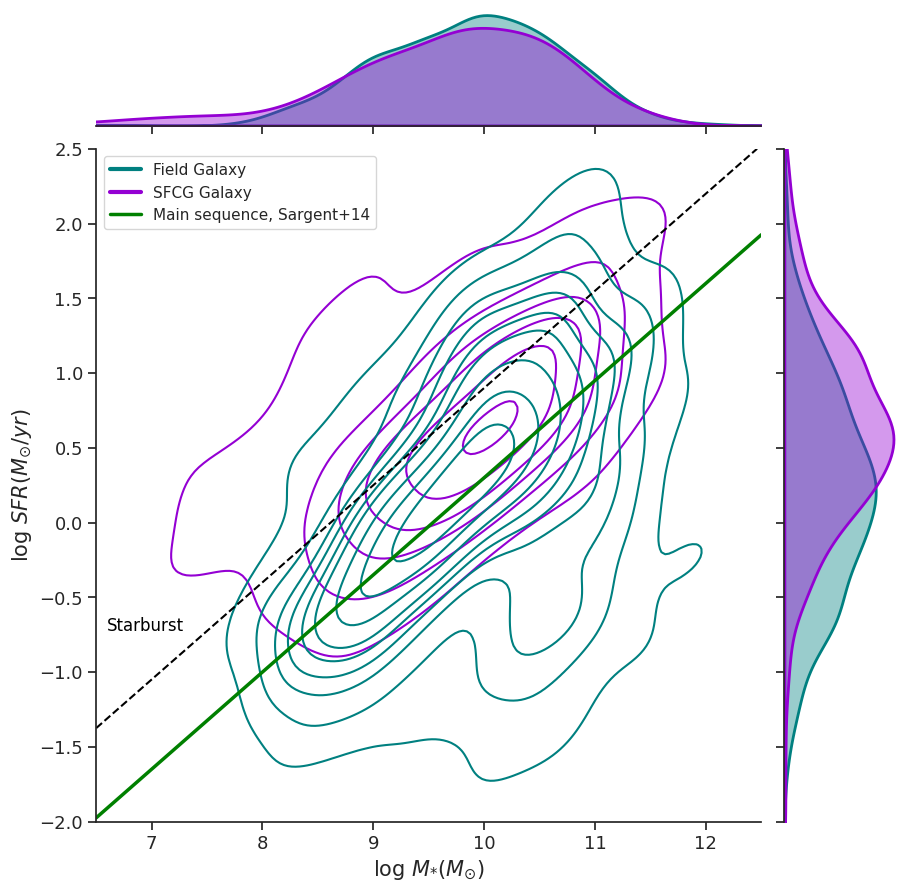 2.5
2.0
1.5
1.0
0.5
0.0
−0.5
−1.0
−1.5
−2.0
log SFR(M⊙/yr)
Field Galaxy
SFCG Galaxy
Main sequence, Sargent+14
Starburst
7 8 9 10 11 12
log M*(M⊙)